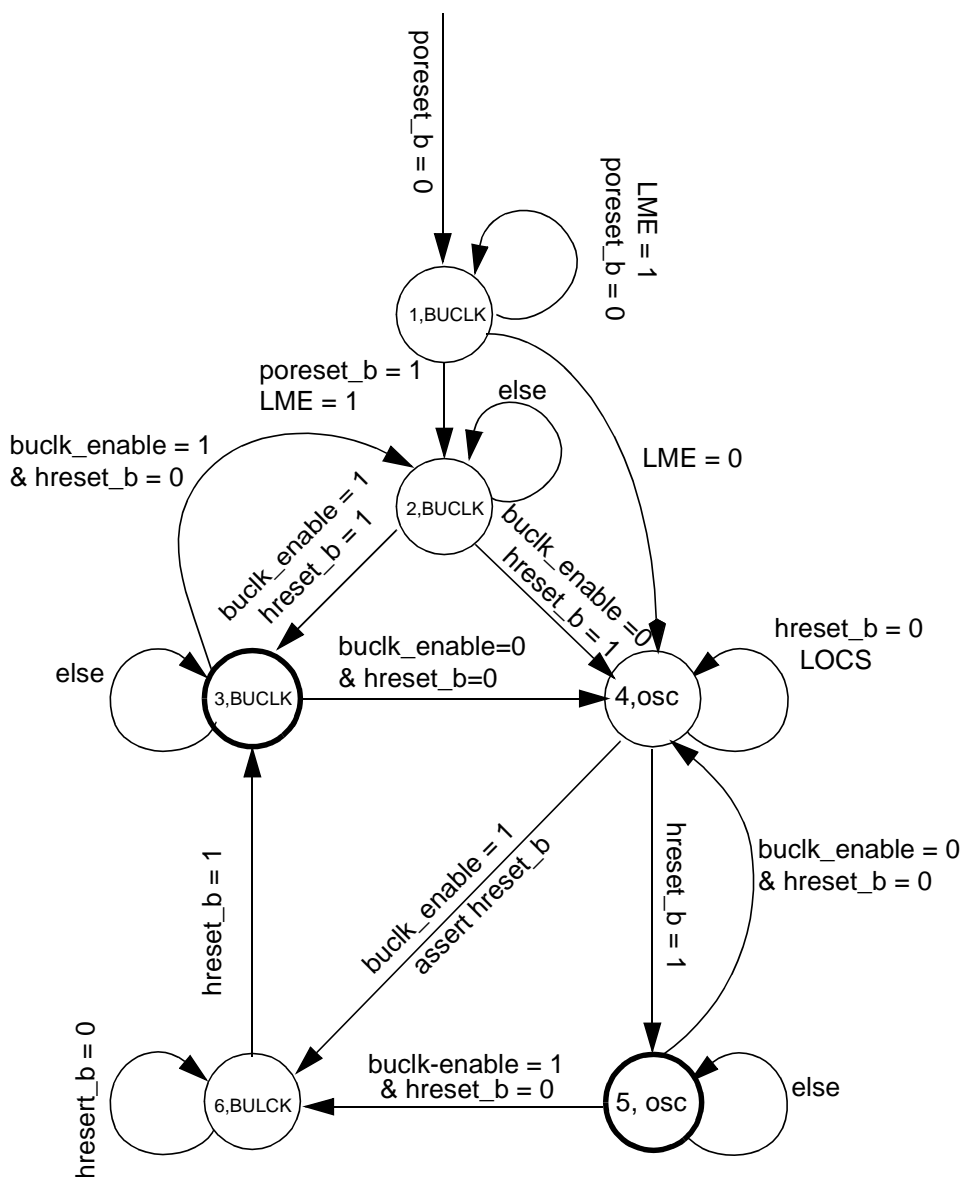 poreset_b = 0
LME = 1
poreset_b = 0
1,BUCLK
poreset_b = 1
LME = 1
else
buclk_enable = 1
& hreset_b = 0
LME = 0
2,BUCLK
buclk_enable = 1
hreset_b = 1
buclk_enable =0
hreset_b = 1
hreset_b = 0
LOCS
buclk_enable=0
& hreset_b=0
else
3,BUCLK
4,osc
buclk_enable = 1
assert hreset_b
hreset_b = 1
buclk_enable = 0
& hreset_b = 0
hreset_b = 1
hresert_b = 0
buclk-enable = 1
& hreset_b = 0
6,BULCK
5, osc
else